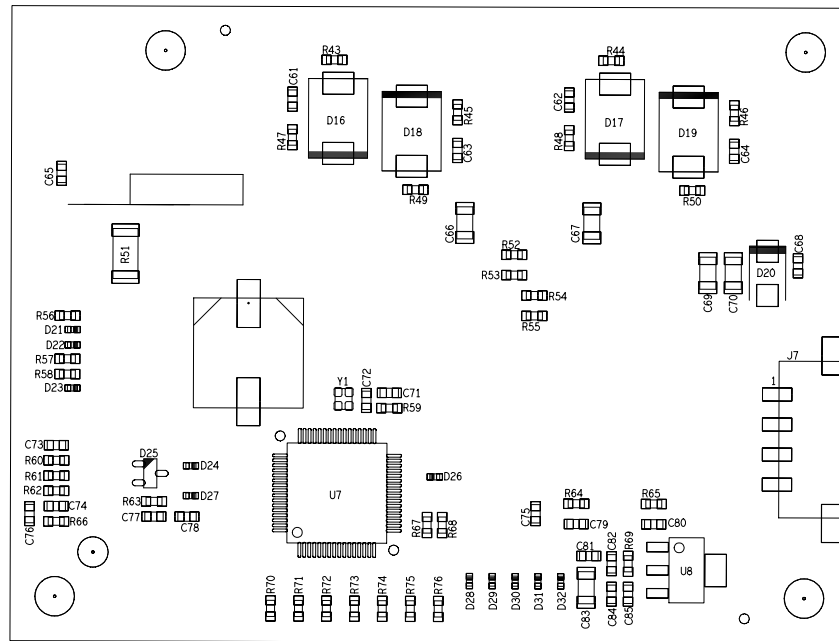 R43
R44
C61
D16
D18
R45
R47
C63
C62
D17
D19
R46
R48
C64
C65
R49
R50
C66
C67
R51
R52
R53
C68
D20
C69
C70
R54
R55
R56
D21
D22
R57
R58
D23
J7
1
Y1
C72
C71
R59
C73
R60
R61
R62
C74
R66
C76
D25
D24
D27
R63
C77
C78
U7
D26
R67
R68
C75
R64
R65
C79
C80
C81
C82
R69
U8
R70
R71
R72
R73
R74
R75
R76
D28
D29
D30
D31
D32
C83
C84
C85